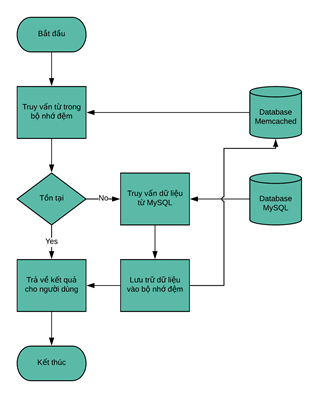 Bắt đầu
Truy vấn từ trong
bộ nhớ đệm
Database
Memcached
Tồn tại
No
Truy vấn dữ liệu
từ MySQL
Database
MySQL
Yes
Trả về kết quả
cho người dùng
Lưu trữ dữ liệu
vào bộ nhớ đệm
Kết thúc